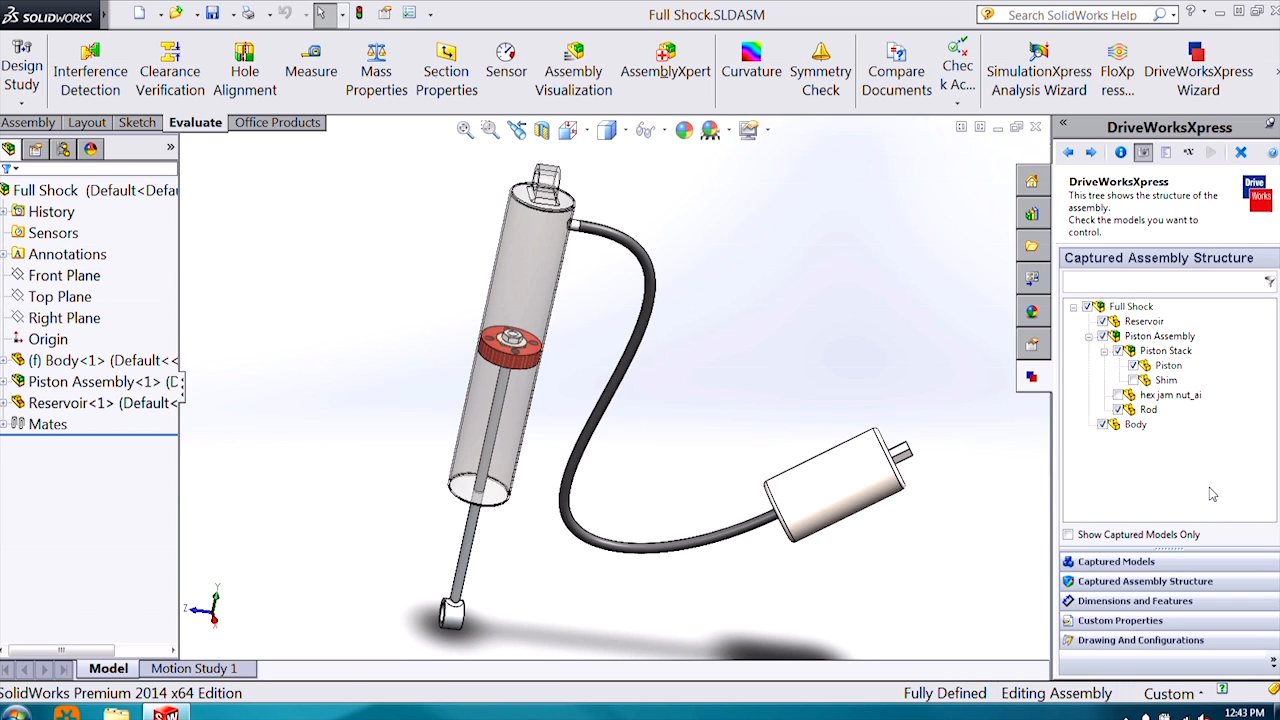 SOLIDWORKS
Full Shock.SLDASM
Search SolidWorks Help
Design Study
Interference Detection
Clearance Verification
Hole Alignment
Measure
Mass Properties
Section Properties
Sensor
Assembly Visualization
AssemblyXpert
Curvature
Symmetry Check
Compare Documents
Chec k Ac...
SimulationXpress Analysis Wizard
FloXp ress...
DriveWorksXpress Wizard
Assembly Layout Sketch Evaluate Office Products
Full Shock (Default<Defau
History
Sensors
Annotations
Front Plane
Top Plane
Right Plane
Origin
(f) Body<1> (Default<<
Piston Assembly<1> (D
Reservoir<1> (Default<
Mates
Y
Z
X
DriveWorksXpress
DriveWorksXpress
This tree shows the structure of the
assembly.
Check the models you want to
control.
Drive
Works
Captured Assembly Structure
Full Shock
Reservoir
Piston Assembly
Piston Stack
Piston
Shim
hex jam nut_ai
Rod
Body
Show Captured Models Only
Captured Models
Captured Assembly Structure
Dimensions and Features
Custom Properties
Drawing And Configurations
Model Motion Study 1
SolidWorks Premium 2014 x64 Edition
Fully Defined Editing Assembly Custom
12:43 PM